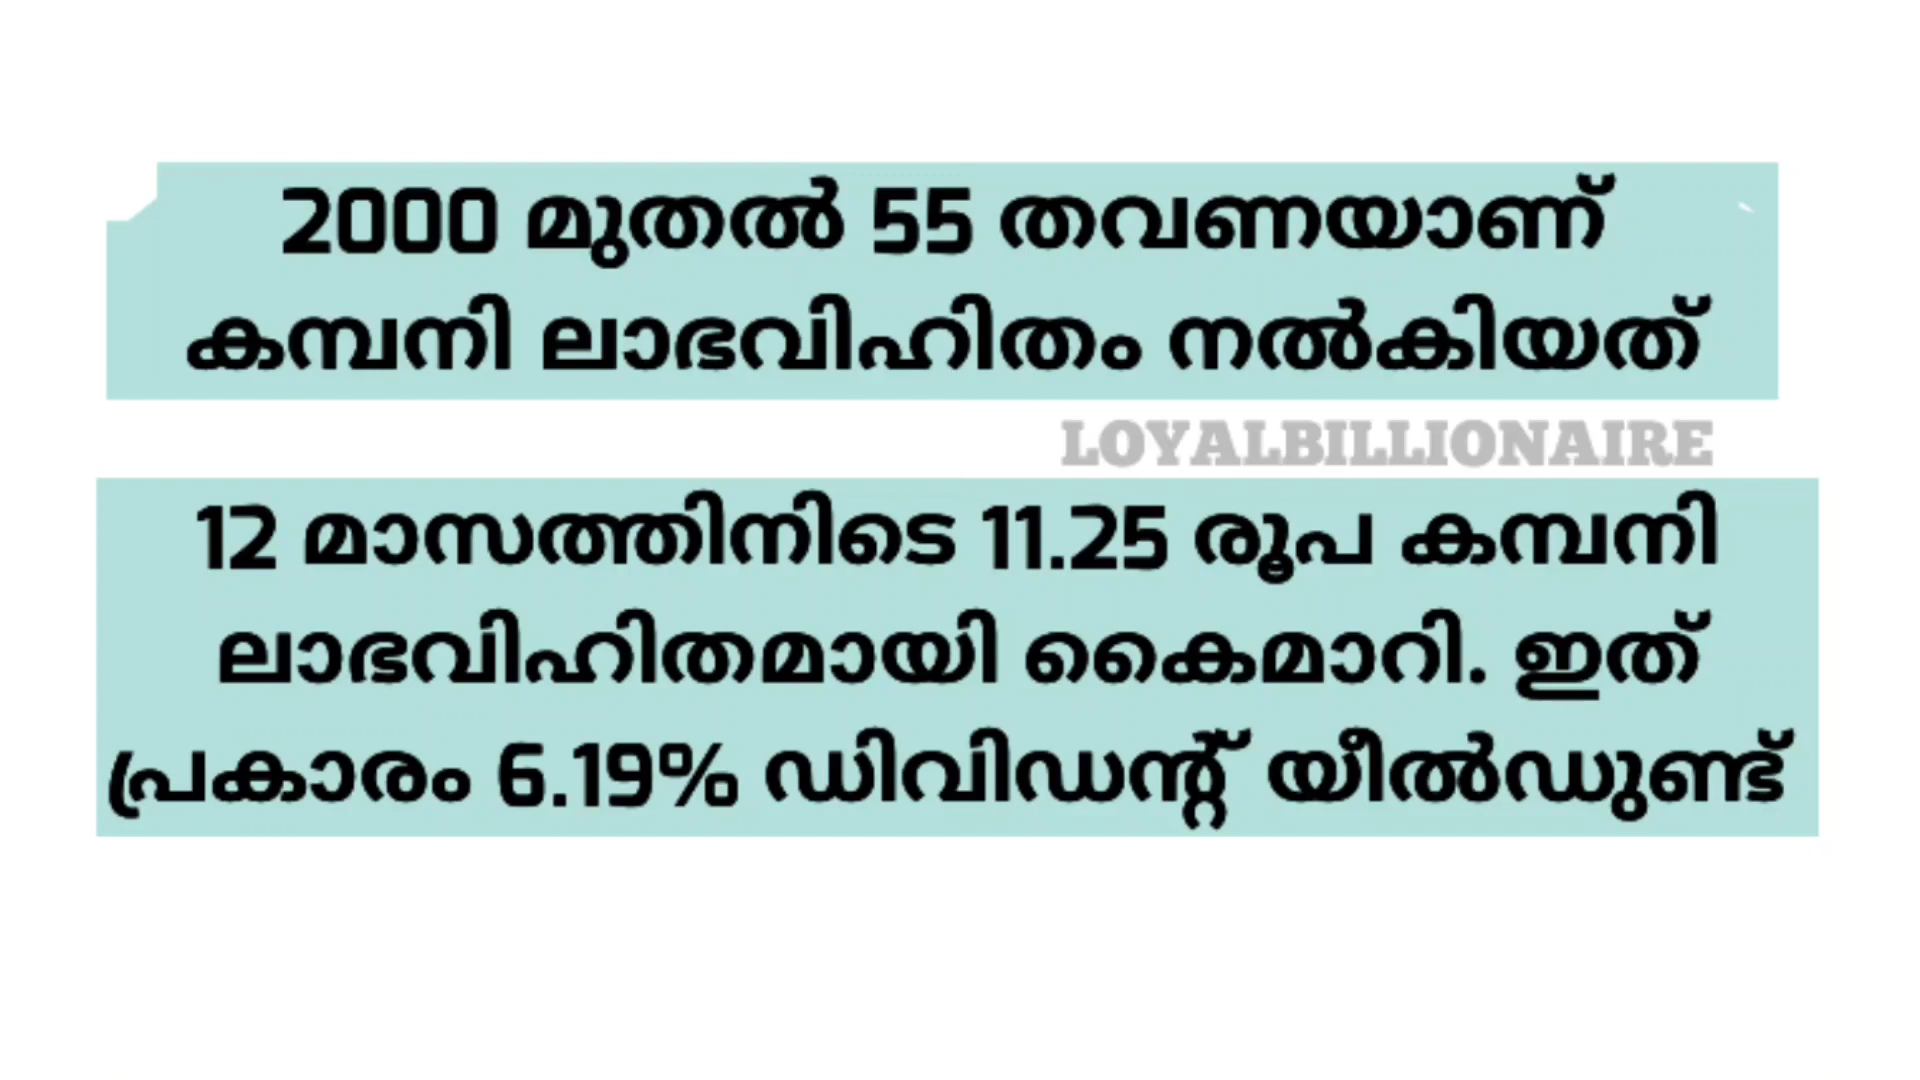 2000 മുതൽ 55 തവണയാണ്
കമ്പനി ലാഭവിഹിതം നൽകിയത്
LOYALBILLIONAIRE
12 മാസത്തിനിടെ 11.25 രൂപ കമ്പനി
ലാഭവിഹിതമായി കൈമാറി. ഇത്
പ്രകാരം 6.19% ഡിവിഡന്റ് യീൽഡുണ്ട്